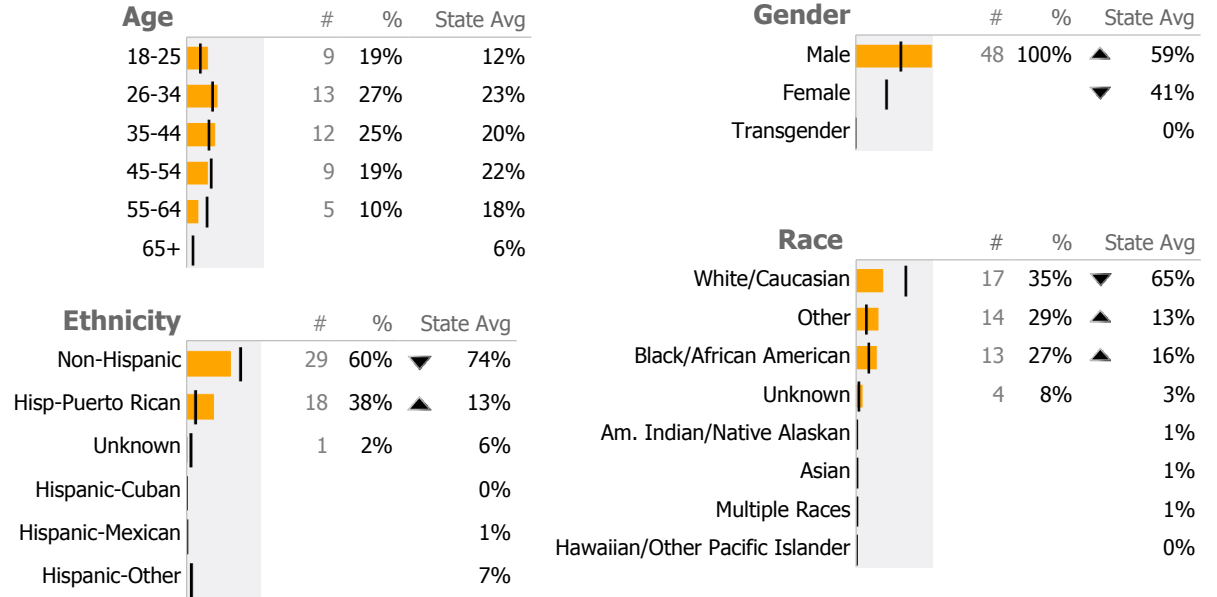 Age # % State Avg
18-25 9 19% 12%
26-34 13 27% 23%
35-44 12 25% 20%
45-54 9 19% 22%
55-64 5 10% 18%
65+ 6%
Ethnicity # % State Avg
Non-Hispanic 29 60% ▼ 74%
Hisp-Puerto Rican 18 38% ▲ 13%
Unknown 1 2% 6%
Hispanic-Cuban 0%
Hispanic-Mexican 1%
Hispanic-Other 7%
Gender # % State Avg
Male 48 100% ▲ 59%
Female ▼ 41%
Transgender 0%
Race # % State Avg
White/Caucasian 17 35% ▼ 65%
Other 14 29% ▲ 13%
Black/African American 13 27% ▲ 16%
Unknown 4 8% 3%
Am. Indian/Native Alaskan 1%
Asian 1%
Multiple Races 1%
Hawaiian/Other Pacific Islander 0%